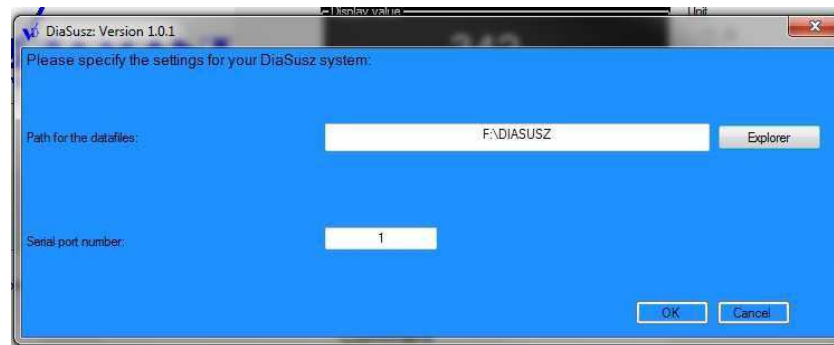 Display value
Unit
DiaSusz: Version 1.0.1
Please specify the settings for your DiaSusz system:
Path for the datafiles:
F:\DIASUSZ
Explorer
Serial port number:
1
OK
Cancel